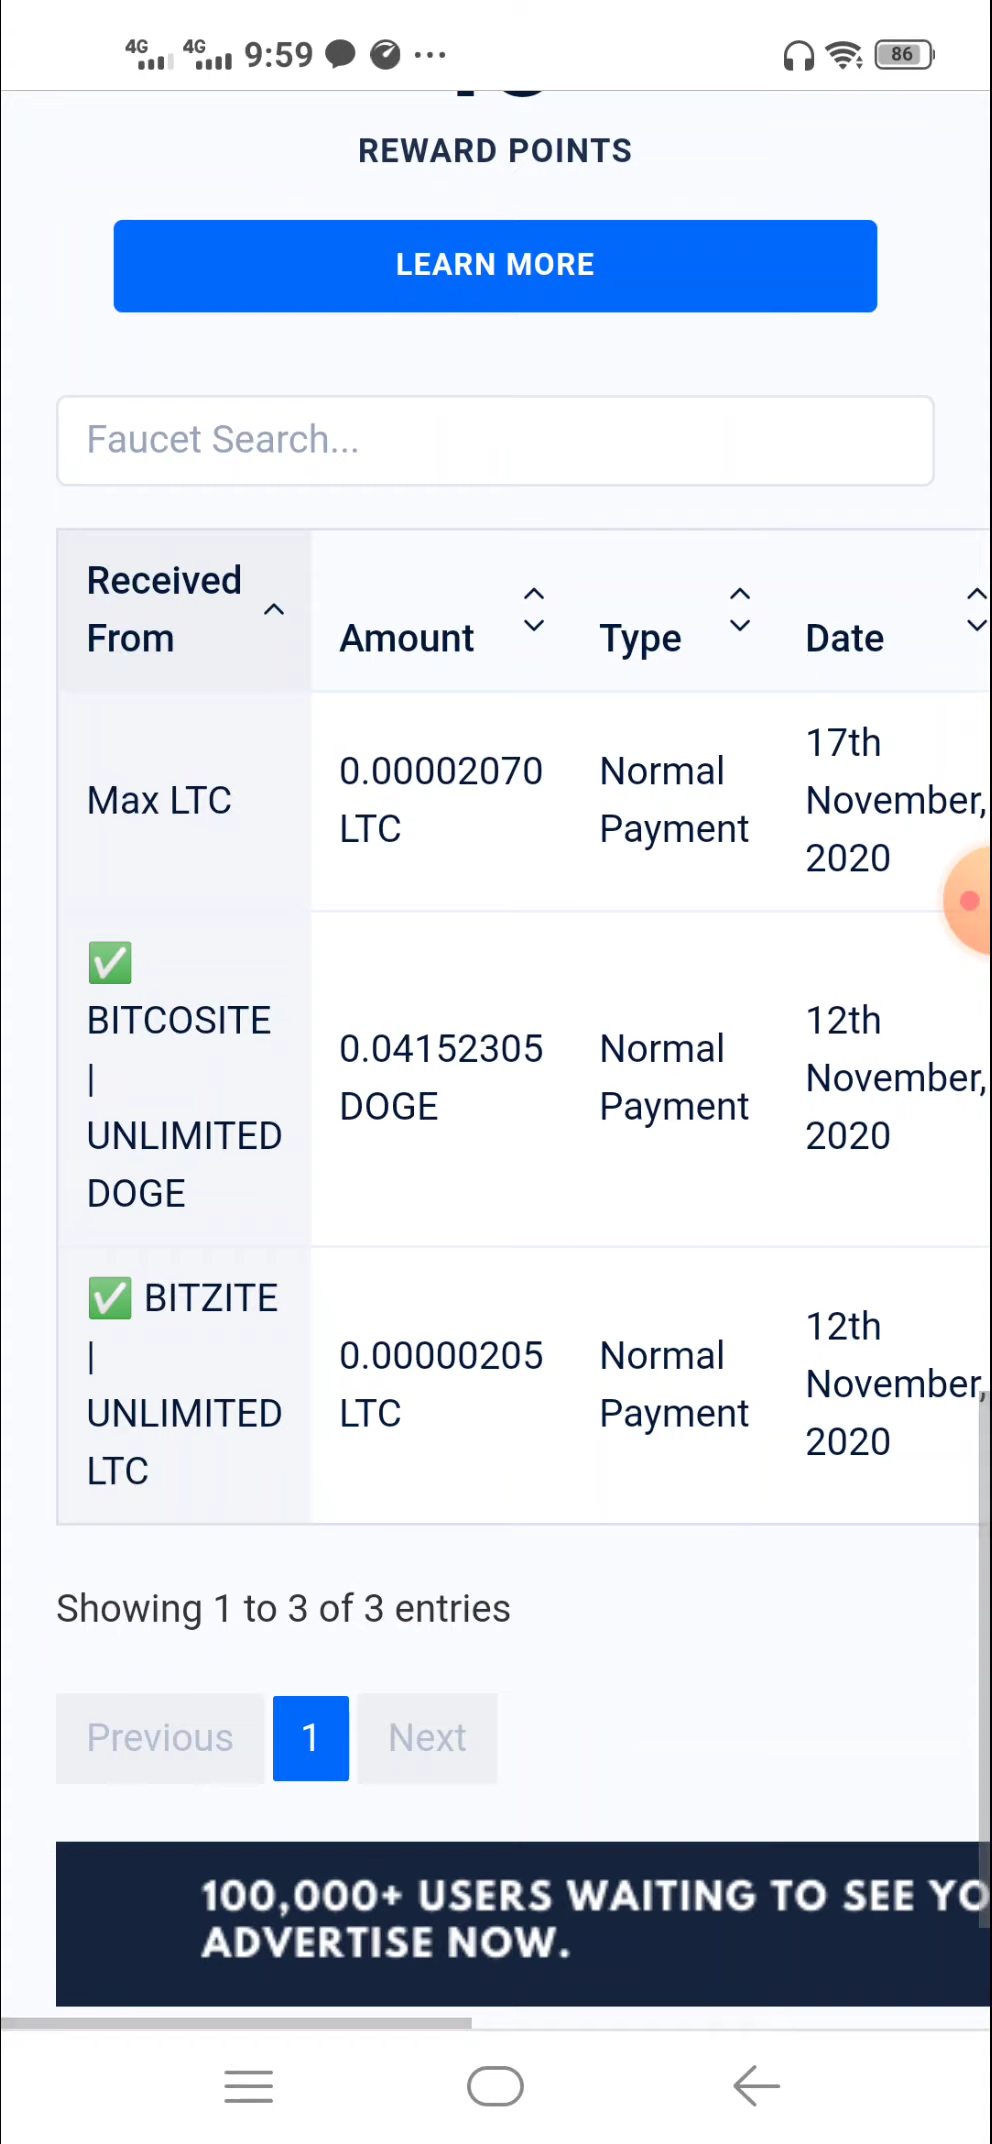 4G 4G 9:59 86
REWARD POINTS
LEARN MORE
Faucet Search...
Received
From
Amount
Type
Date
Max LTC
0.00002070
LTC
Normal
Payment
17th
November,
2020
✅
BITCOSITE
|
UNLIMITED
DOGE
0.04152305
DOGE
Normal
Payment
12th
November,
2020
✅ BITZITE
|
UNLIMITED
LTC
0.00000205
LTC
Normal
Payment
12th
November,
2020
Showing 1 to 3 of 3 entries
Previous 1 Next
100,000+ USERS WAITING TO SEE YO
ADVERTISE NOW.